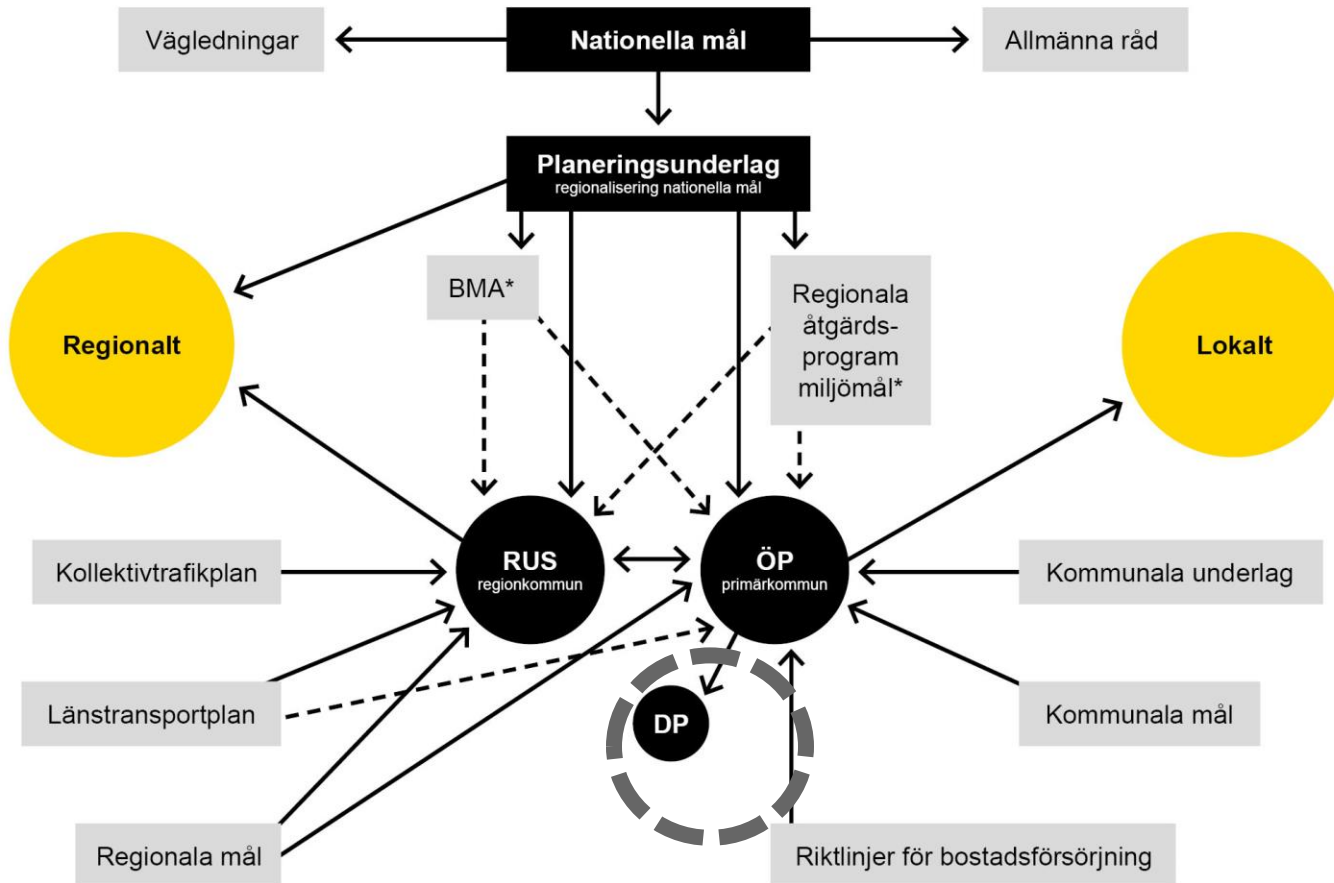 Vägledningar
Nationella mål
Allmänna råd
Planeringsunderlag
regionalisering nationella mål
BMA*
Regionala
åtgärds-
program
miljömål*
Regionalt
Lokalt
RUS
regionkommun
ÖP
primärkommun
Kollektivtrafikplan
Kommunala underlag
Länstransportplan
DP
Kommunala mål
Regionala mål
Riktlinjer för bostadsförsörjning